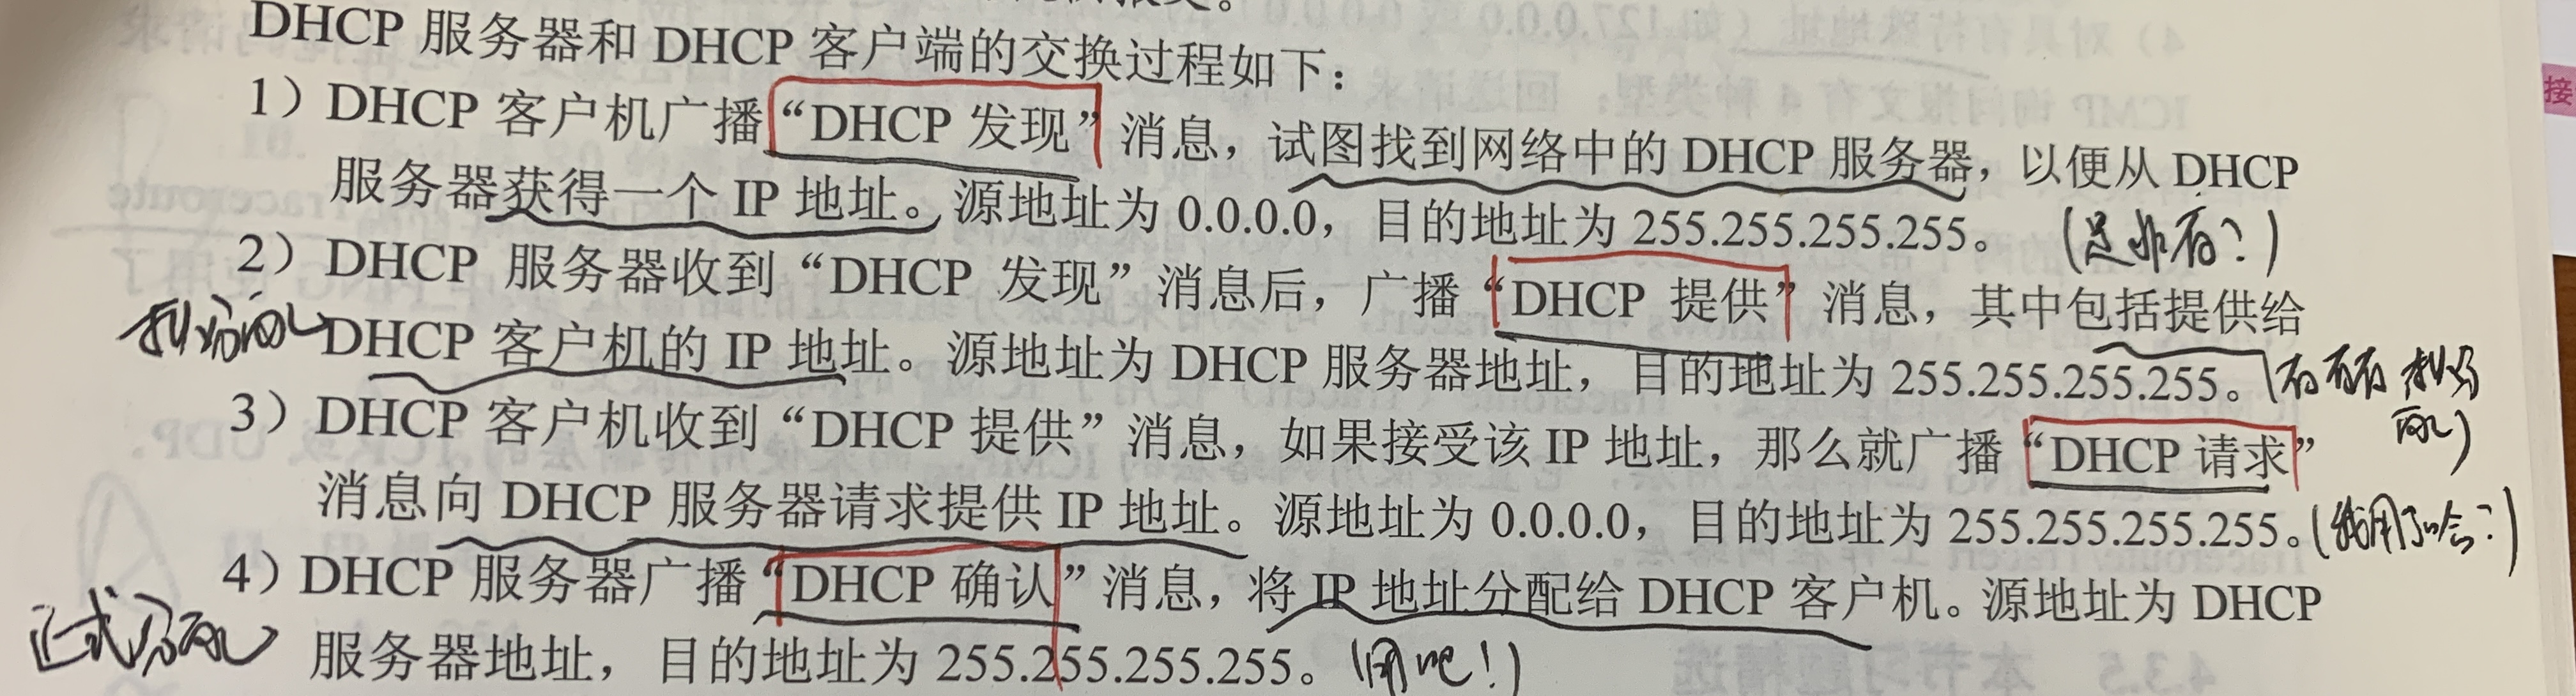 DHCP 服务器和 DHCP 客户端的交换过程如下：
1）DHCP 客户机广播“DHCP 发现”消息，试图找到网络中的 DHCP 服务器，以便从 DHCP
服务器获得一个 IP 地址。源地址为 0.0.0.0，目的地址为 255.255.255.255。
（是非有？）
2）DHCP 服务器收到“DHCP 发现”消息后，广播“DHCP 提供”消息，其中包括提供给
拟分配
DHCP 客户机的 IP 地址。源地址为 DHCP 服务器地址，目的地址为 255.255.255.255。
（有有有 拟分
配）
3）DHCP 客户机收到“DHCP 提供”消息，如果接受该 IP 地址，那么就广播“DHCP 请求”
消息向 DHCP 服务器请求提供 IP 地址。源地址为 0.0.0.0，目的地址为 255.255.255.255。
（我用了哈？）
4）DHCP 服务器广播“DHCP 确认”消息，将 IP 地址分配给 DHCP 客户机。源地址为 DHCP
正式分配
服务器地址，目的地址为 255.255.255.255。
（用吧！）
接